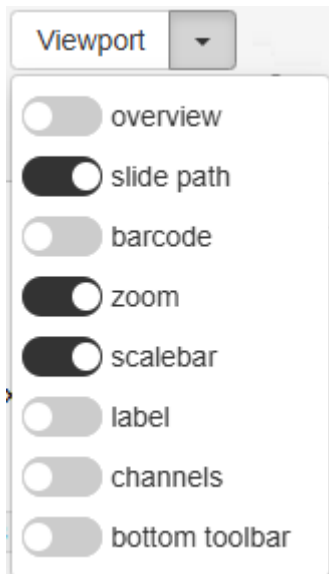 Viewport
overview
slide path
barcode
zoom
scalebar
label
channels
bottom toolbar